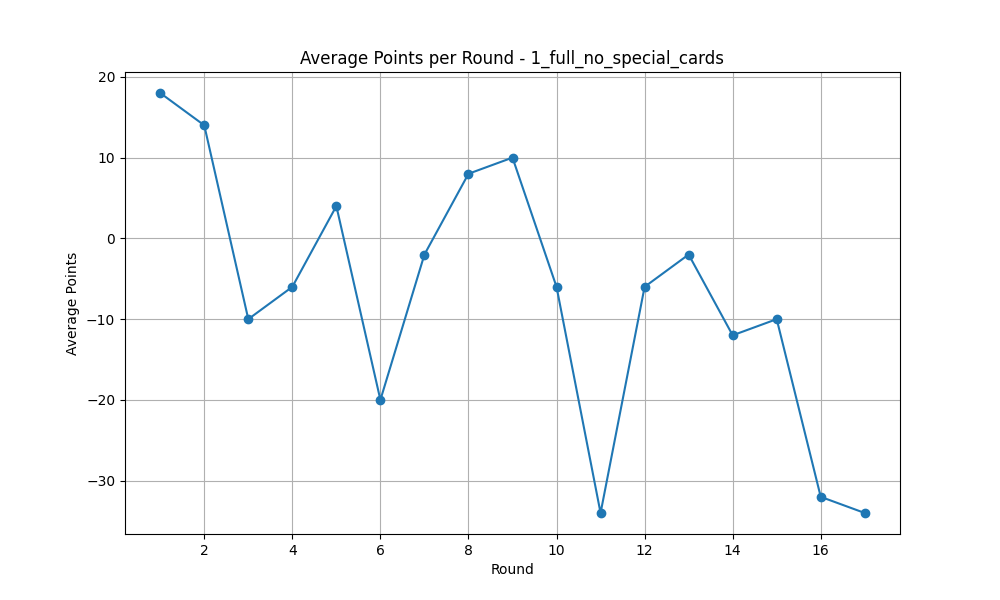 Average Points per Round - 1_full_no_special_cards
20
10
0
−10
−20
−30
Average Points
2 4 6 8 10 12 14 16
Round